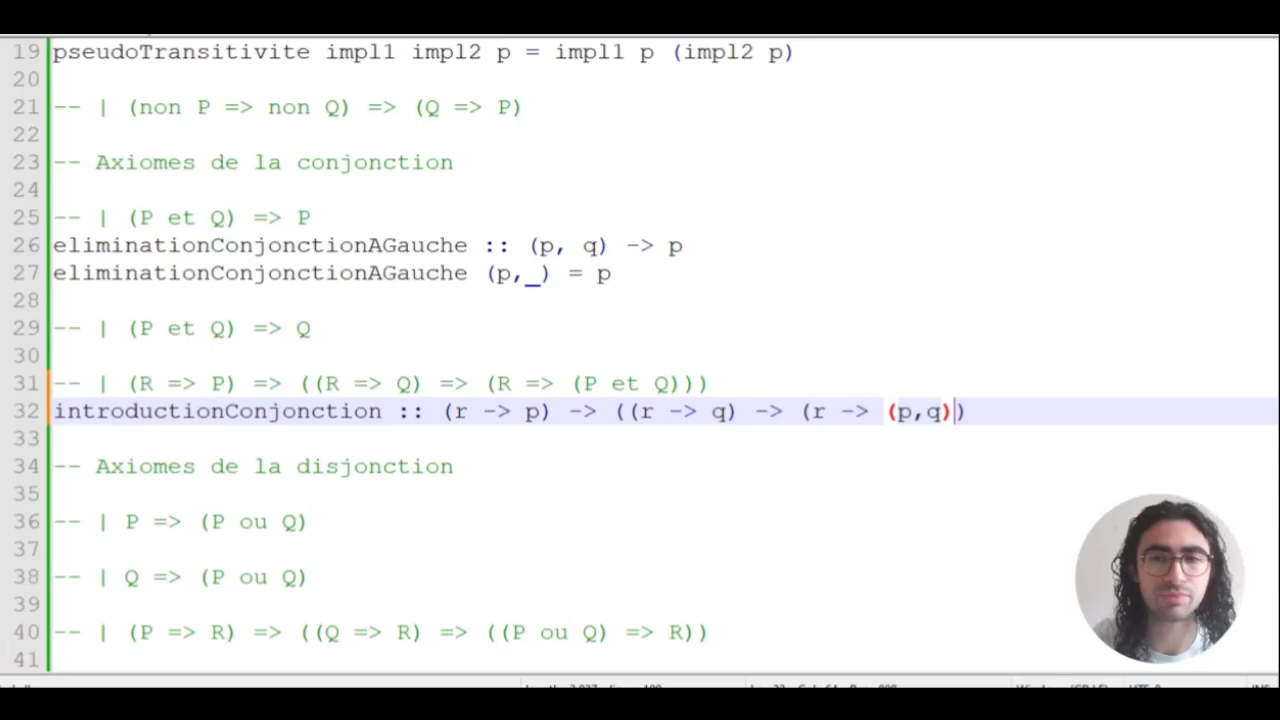 19 pseudoTransitivite impl1 impl2 p = impl1 p (impl2 p)
20
21 -- | (non P => non Q) => (Q => P)
22
23 -- Axiomes de la conjonction
24
25 -- | (P et Q) => P
26 eliminationConjonctionAGauche :: (p, q) -> p
27 eliminationConjonctionAGauche (p,_) = p
28
29 -- | (P et Q) => Q
30
31 -- | (R => P) => ((R => Q) => (R => (P et Q)))
32 introductionConjonction :: (r -> p) -> ((r -> q) -> (r -> (p,q))
33
34 -- Axiomes de la disjonction
35
36 -- | P => (P ou Q)
37
38 -- | Q => (P ou Q)
39
40 -- | (P => R) => ((Q => R) => ((P ou Q) => R))
41